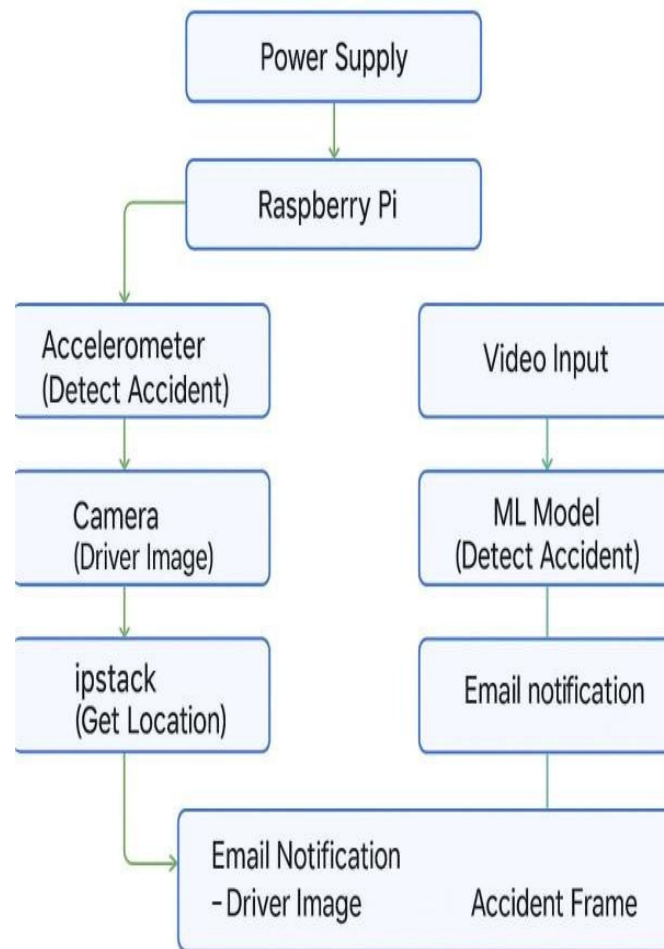 Power Supply
Raspberry Pi
Accelerometer
(Detect Accident)
Camera
(Driver Image)
ipstack
(Get Location)
Video Input
ML Model
(Detect Accident)
Email notification
Email Notification
-Driver Image Accident Frame